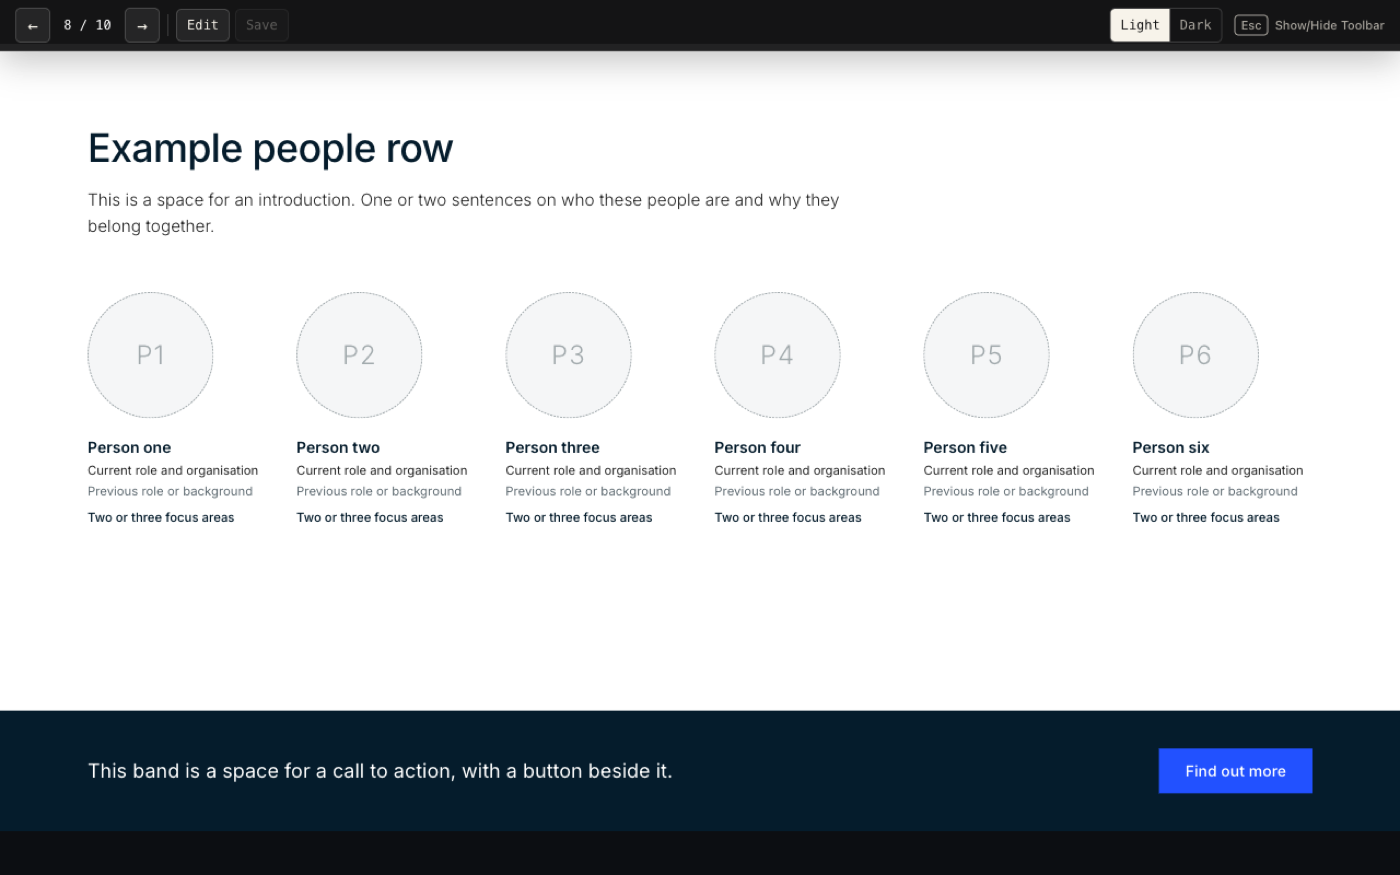 ← 8 / 10 → Edit Save Light Dark Esc Show/Hide Toolbar
Example people row
This is a space for an introduction. One or two sentences on who these people are and why they
belong together.
P1 P2 P3 P4 P5 P6
Person one Person two Person three Person four Person five Person six
Current role and organisation Current role and organisation Current role and organisation Current role and organisation Current role and organisation Current role and organisation
Previous role or background Previous role or background Previous role or background Previous role or background Previous role or background Previous role or background
Two or three focus areas Two or three focus areas Two or three focus areas Two or three focus areas Two or three focus areas Two or three focus areas
This band is a space for a call to action, with a button beside it. Find out more